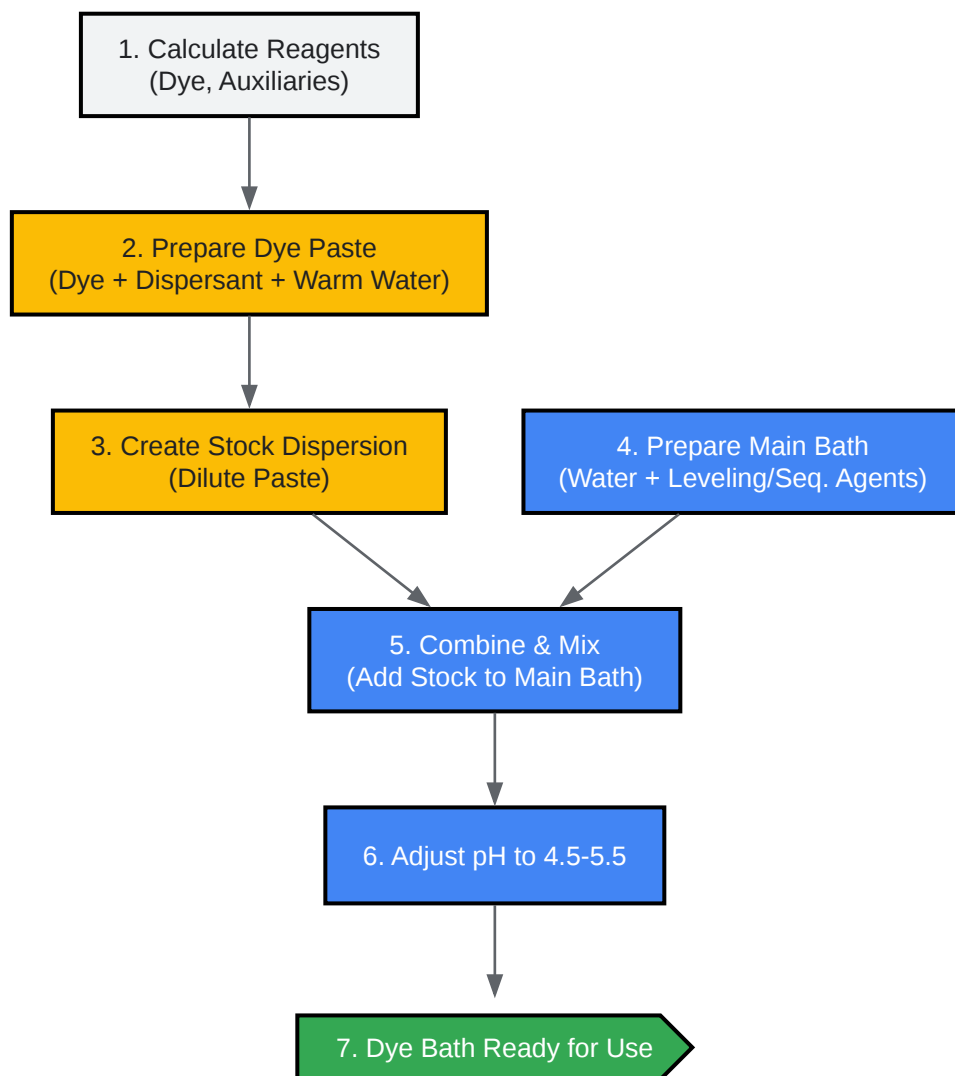 1. Calculate Reagents
(Dye, Auxiliaries)
2. Prepare Dye Paste
(Dye + Dispersant + Warm Water)
3. Create Stock Dispersion
(Dilute Paste)
4. Prepare Main Bath
(Water + Leveling/Seq. Agents)
5. Combine & Mix
(Add Stock to Main Bath)
6. Adjust pH to 4.5-5.5
7. Dye Bath Ready for Use